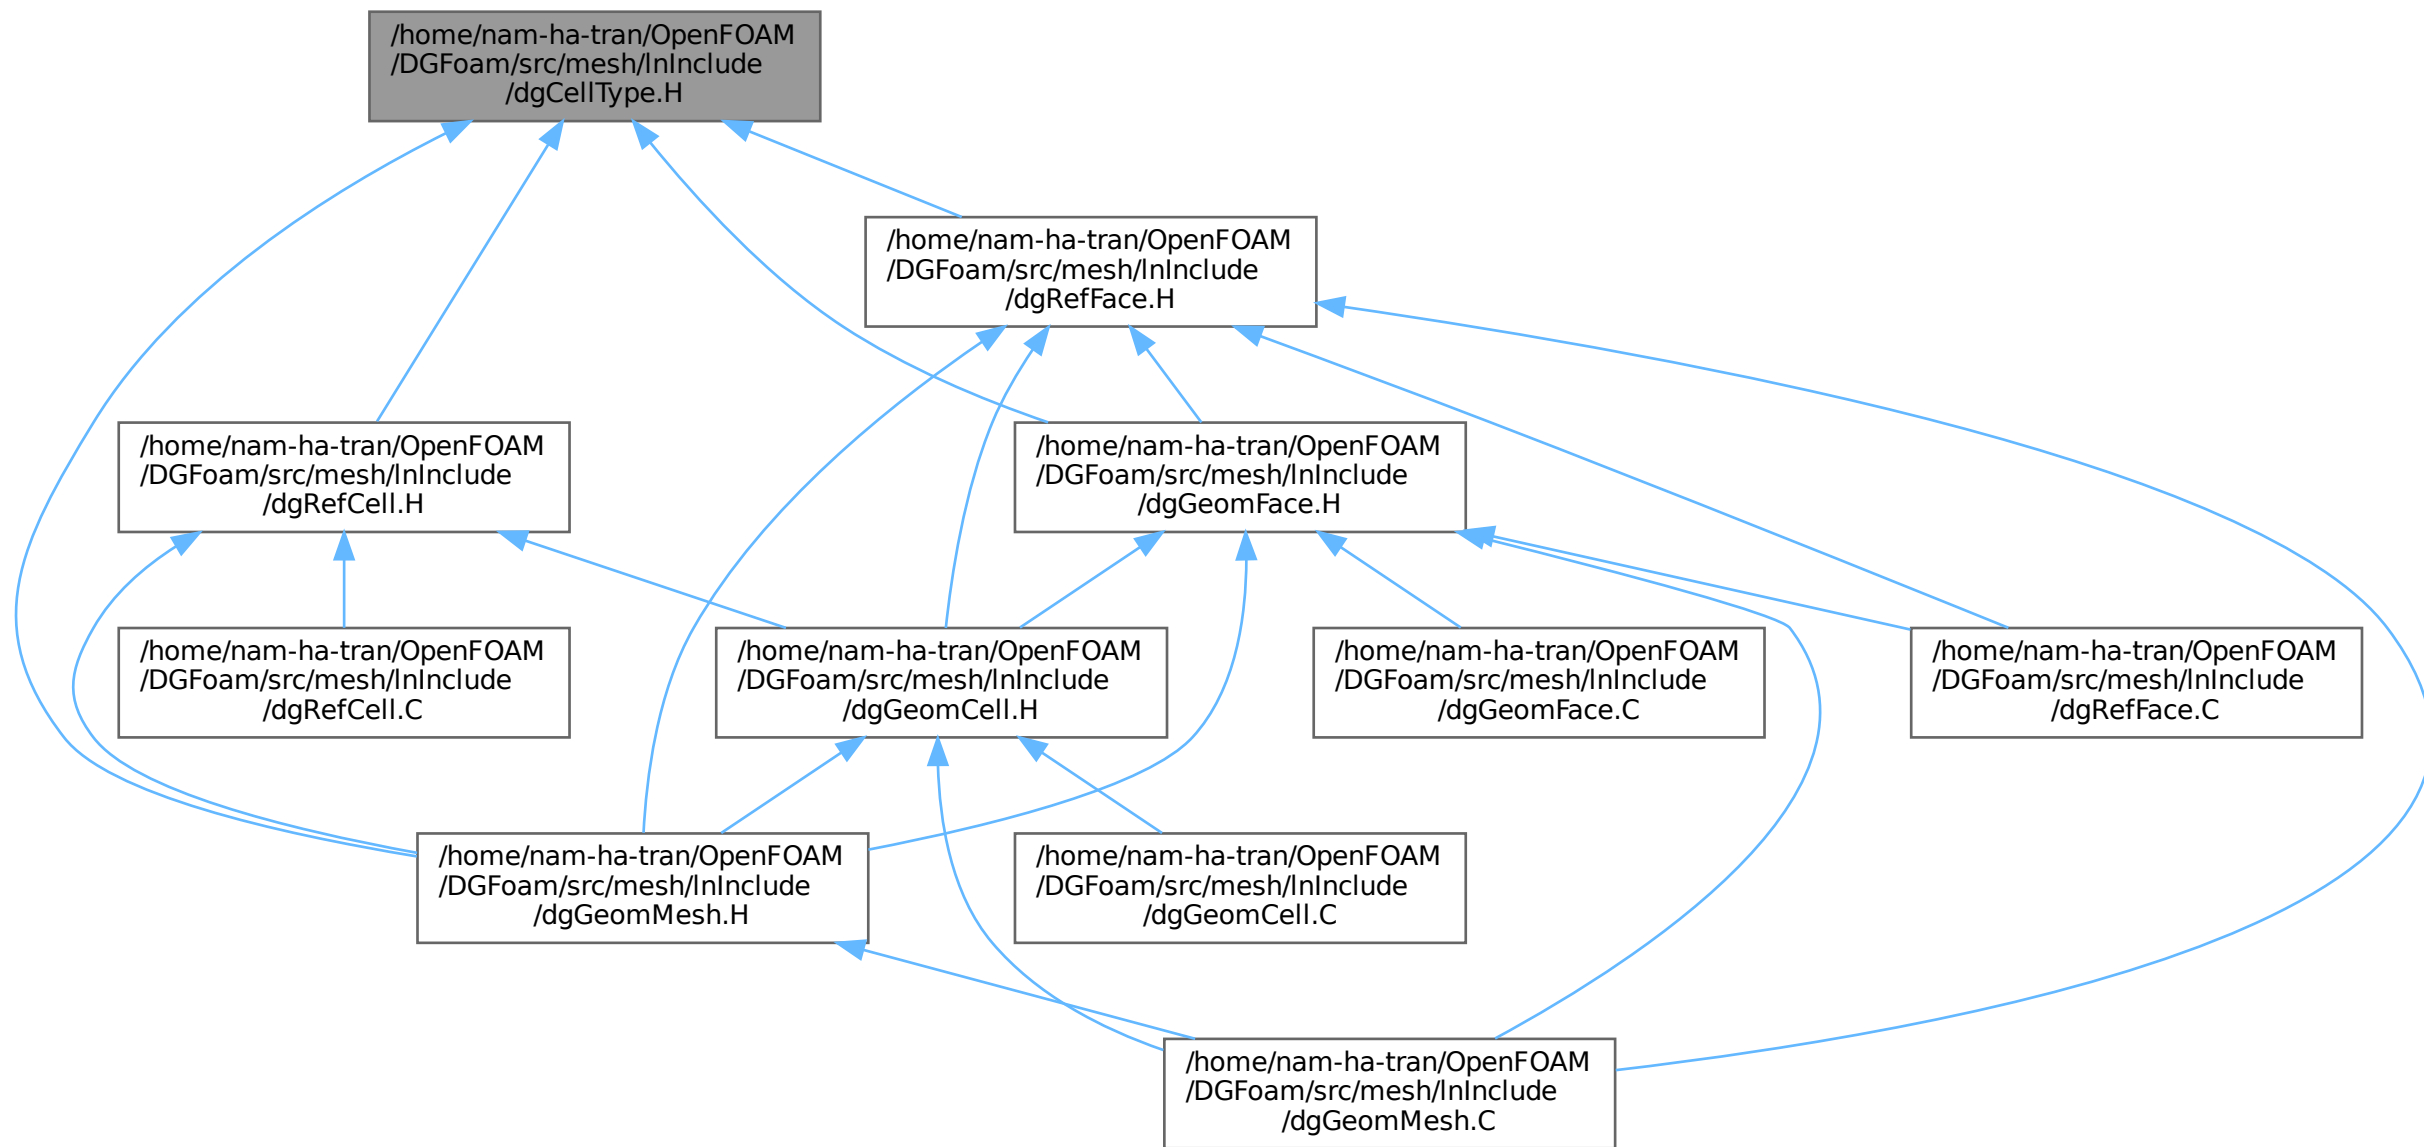 /home/nam-ha-tran/OpenFOAM
/DGFoam/src/mesh/lnInclude
/dgCellType.H
/home/nam-ha-tran/OpenFOAM
/DGFoam/src/mesh/lnInclude
/dgRefFace.H
/home/nam-ha-tran/OpenFOAM
/DGFoam/src/mesh/lnInclude
/dgRefCell.H
/home/nam-ha-tran/OpenFOAM
/DGFoam/src/mesh/lnInclude
/dgGeomFace.H
/home/nam-ha-tran/OpenFOAM
/DGFoam/src/mesh/lnInclude
/dgRefCell.C
/home/nam-ha-tran/OpenFOAM
/DGFoam/src/mesh/lnInclude
/dgGeomCell.H
/home/nam-ha-tran/OpenFOAM
/DGFoam/src/mesh/lnInclude
/dgGeomFace.C
/home/nam-ha-tran/OpenFOAM
/DGFoam/src/mesh/lnInclude
/dgRefFace.C
/home/nam-ha-tran/OpenFOAM
/DGFoam/src/mesh/lnInclude
/dgGeomMesh.H
/home/nam-ha-tran/OpenFOAM
/DGFoam/src/mesh/lnInclude
/dgGeomCell.C
/home/nam-ha-tran/OpenFOAM
/DGFoam/src/mesh/lnInclude
/dgGeomMesh.C